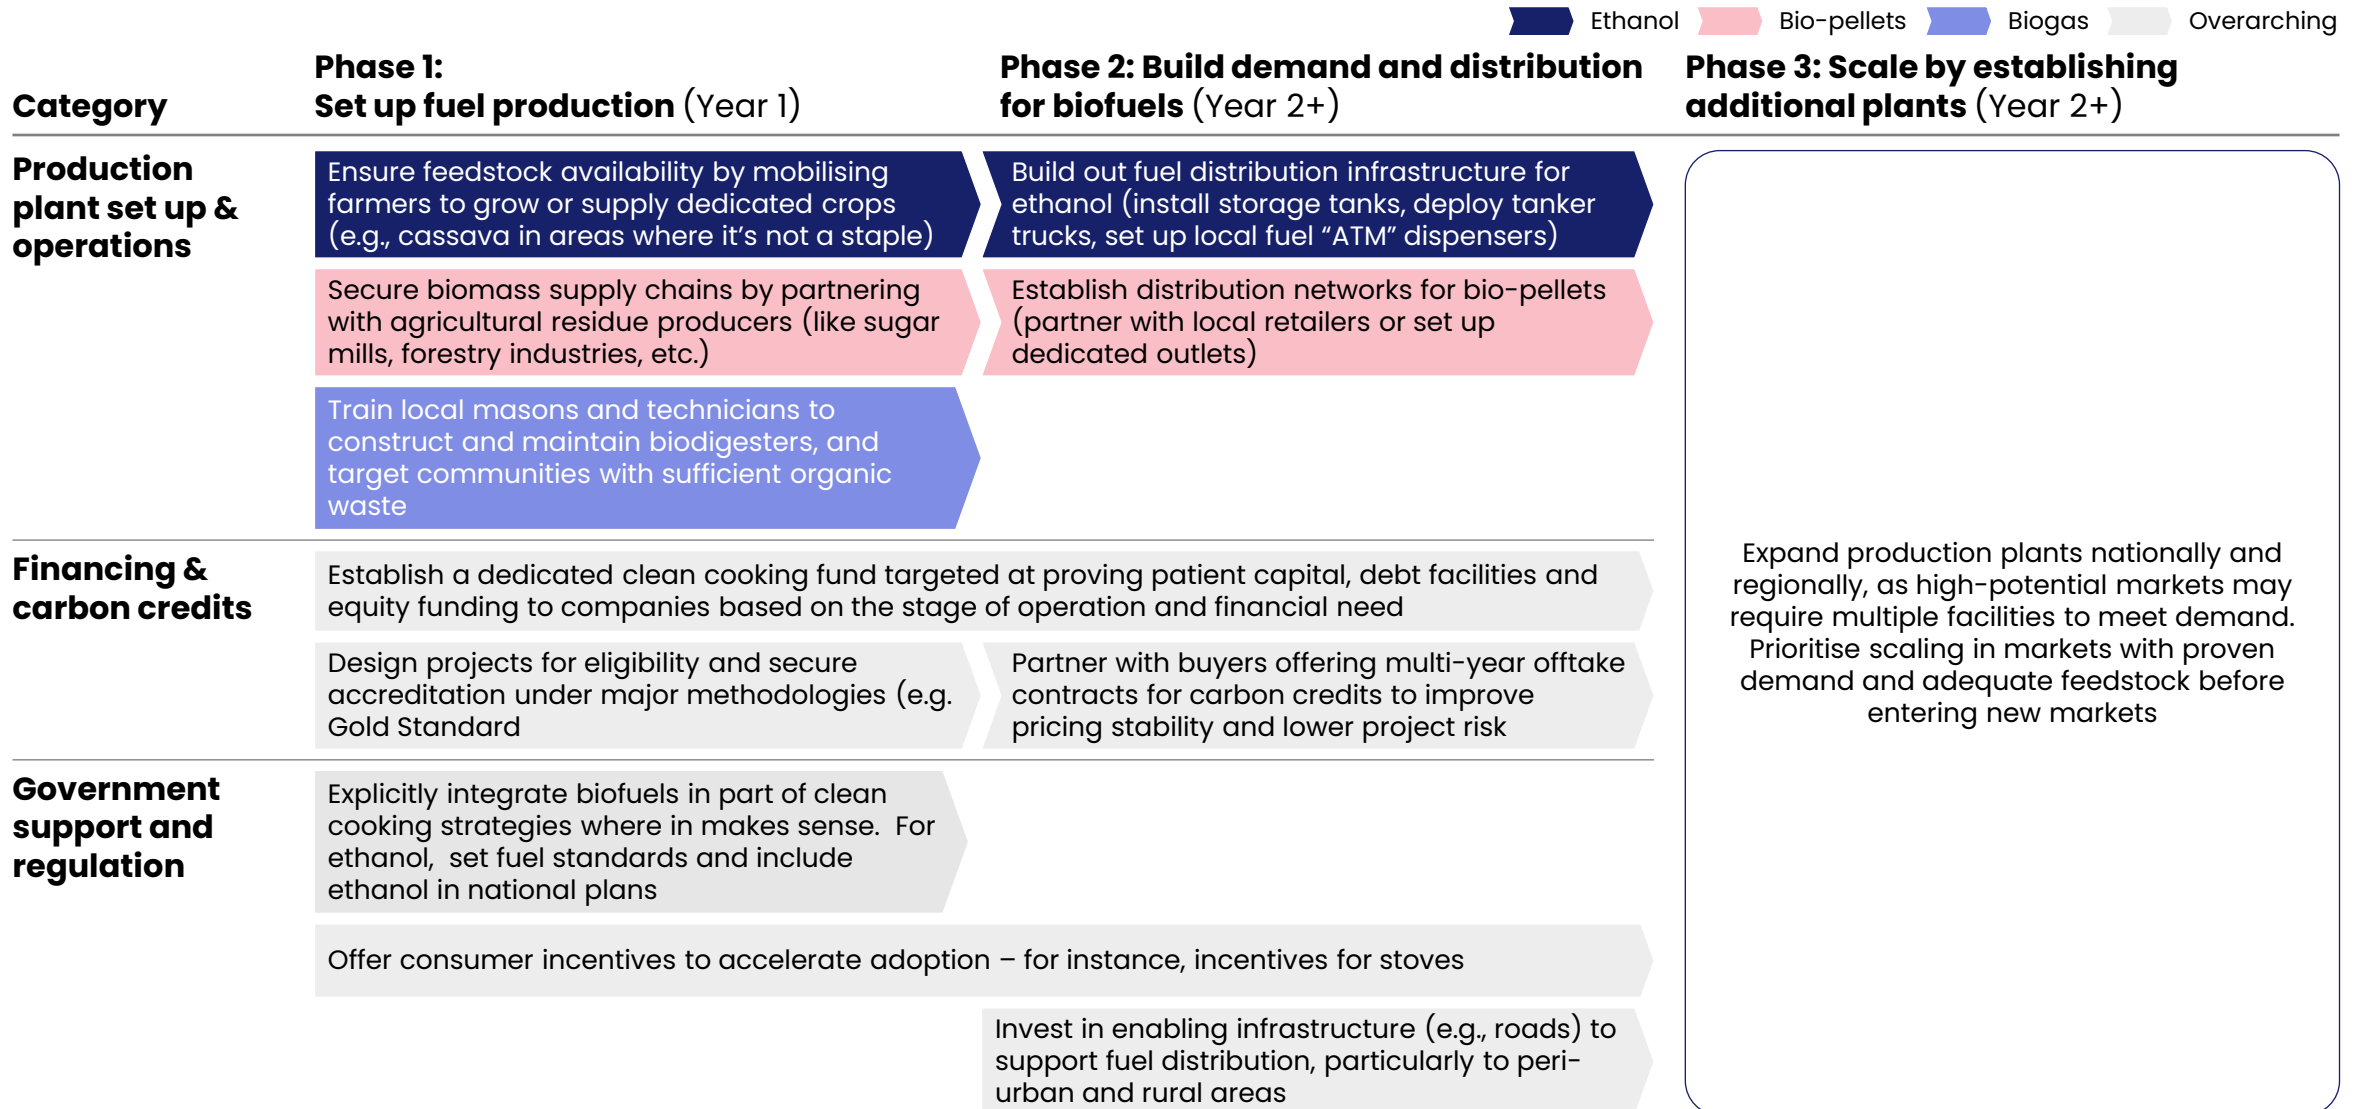 Ethanol
Bio-pellets
Biogas
Overarching
Category
Phase 1:
Set up fuel production (Year 1)
Phase 2: Build demand and distribution
for biofuels (Year 2+)
Phase 3: Scale by establishing
additional plants (Year 2+)
Production
plant set up &
operations
Ensure feedstock availability by mobilising
farmers to grow or supply dedicated crops
(e.g., cassava in areas where it’s not a staple)
Build out fuel distribution infrastructure for
ethanol (install storage tanks, deploy tanker
trucks, set up local fuel “ATM” dispensers)
Secure biomass supply chains by partnering
with agricultural residue producers (like sugar
mills, forestry industries, etc.)
Establish distribution networks for bio-pellets
(partner with local retailers or set up
dedicated outlets)
Train local masons and technicians to
construct and maintain biodigesters, and
target communities with sufficient organic
waste
Financing &
carbon credits
Establish a dedicated clean cooking fund targeted at proving patient capital, debt facilities and
equity funding to companies based on the stage of operation and financial need
Design projects for eligibility and secure
accreditation under major methodologies (e.g.
Gold Standard
Partner with buyers offering multi-year offtake
contracts for carbon credits to improve
pricing stability and lower project risk
Government
support and
regulation
Explicitly integrate biofuels in part of clean
cooking strategies where in makes sense.  For
ethanol,  set fuel standards and include
ethanol in national plans
Offer consumer incentives to accelerate adoption – for instance, incentives for stoves
Invest in enabling infrastructure (e.g., roads) to
support fuel distribution, particularly to peri-
urban and rural areas
Expand production plants nationally and
regionally, as high-potential markets may
require multiple facilities to meet demand.
Prioritise scaling in markets with proven
demand and adequate feedstock before
entering new markets